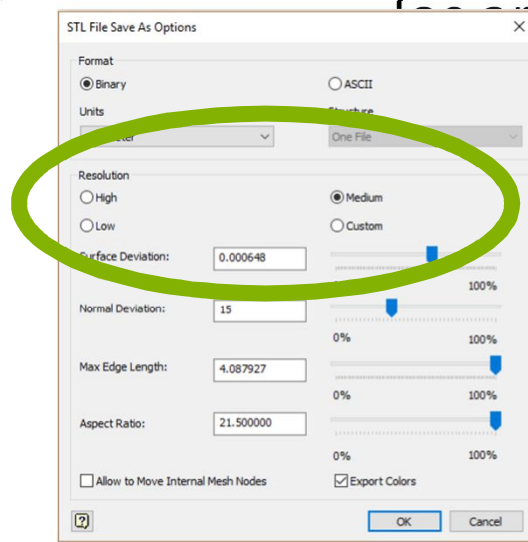 STL File Save As Options
Format
Binary ASCII
Units
One File
Resolution
High Medium
Low Custom
Surface Deviation: 0.000648
100%
Normal Deviation: 15
0% 100%
Max Edge Length: 4.087927
0% 100%
Aspect Ratio: 21.500000
0% 100%
Allow to Move Internal Mesh Nodes Export Colors
OK Cancel